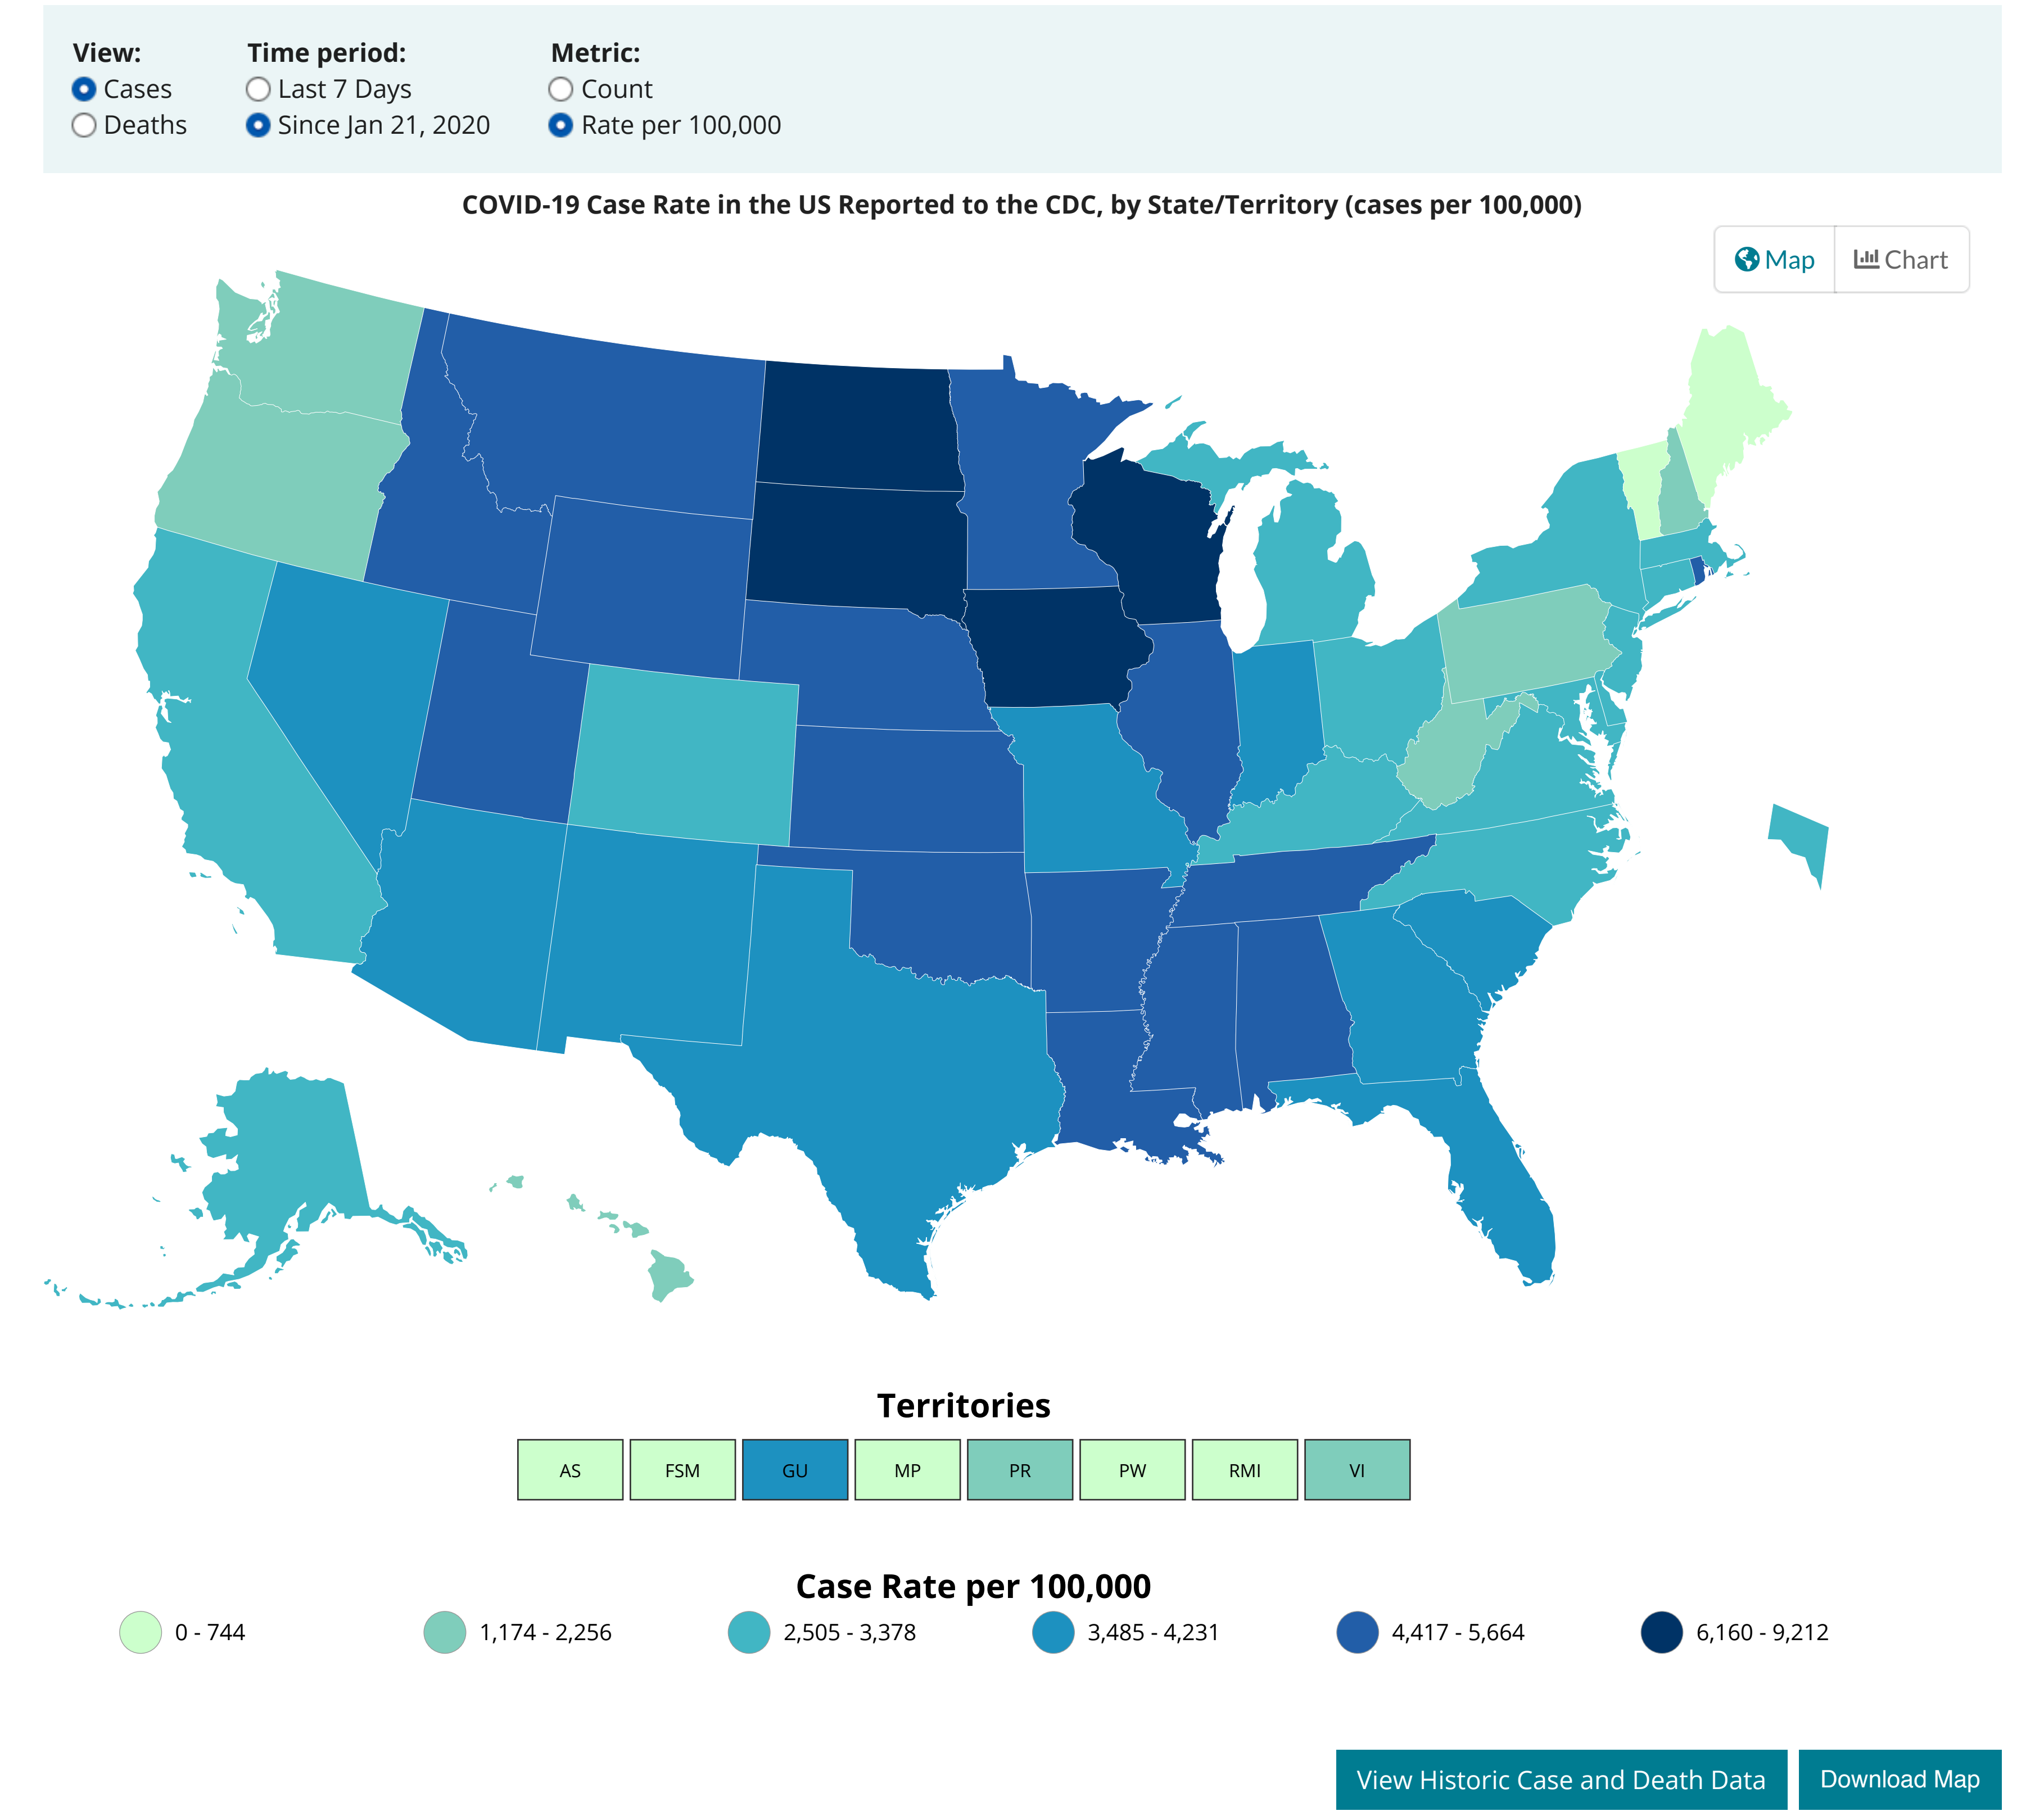 View: Time period: Metric:
Cases Last 7 Days Count
Deaths Since Jan 21, 2020 Rate per 100,000
COVID-19 Case Rate in the US Reported to the CDC, by State/Territory (cases per 100,000)
Map Chart
Territories
AS FSM GU MP PR PW RMI VI
Case Rate per 100,000
0 - 744 1,174 - 2,256 2,505 - 3,378 3,485 - 4,231 4,417 - 5,664 6,160 - 9,212
View Historic Case and Death Data Download Map